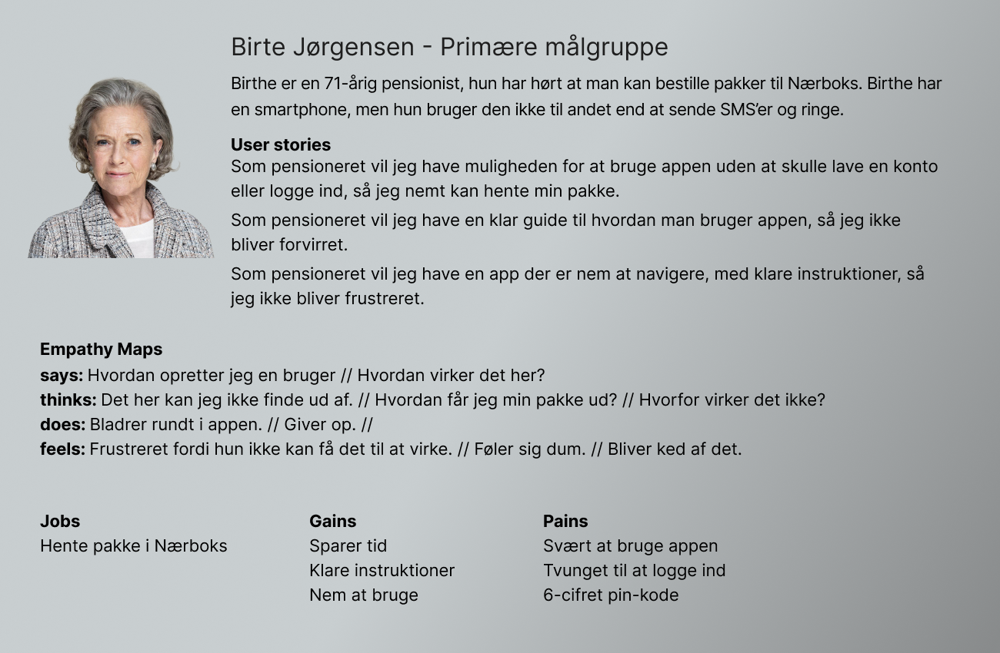 Birte Jørgensen - Primære målgruppe
Birthe er en 71-årig pensionist, hun har hørt at man kan bestille pakker til Nærboks. Birthe har
en smartphone, men hun bruger den ikke til andet end at sende SMS’er og ringe.
User stories
Som pensioneret vil jeg have muligheden for at bruge appen uden at skulle lave en konto
eller logge ind, så jeg nemt kan hente min pakke.
Som pensioneret vil jeg have en klar guide til hvordan man bruger appen, så jeg ikke
bliver forvirret.
Som pensioneret vil jeg have en app der er nem at navigere, med klare instruktioner, så
jeg ikke bliver frustreret.
Empathy Maps
says: Hvordan opretter jeg en bruger // Hvordan virker det her?
thinks: Det her kan jeg ikke finde ud af. // Hvordan får jeg min pakke ud? // Hvorfor virker det ikke?
does: Bladrer rundt i appen. // Giver op. //
feels: Frustreret fordi hun ikke kan få det til at virke. // Føler sig dum. // Bliver ked af det.
Jobs
Hente pakke i Nærboks
Gains
Sparer tid
Klare instruktioner
Nem at bruge
Pains
Svært at bruge appen
Tvunget til at logge ind
6-cifret pin-kode